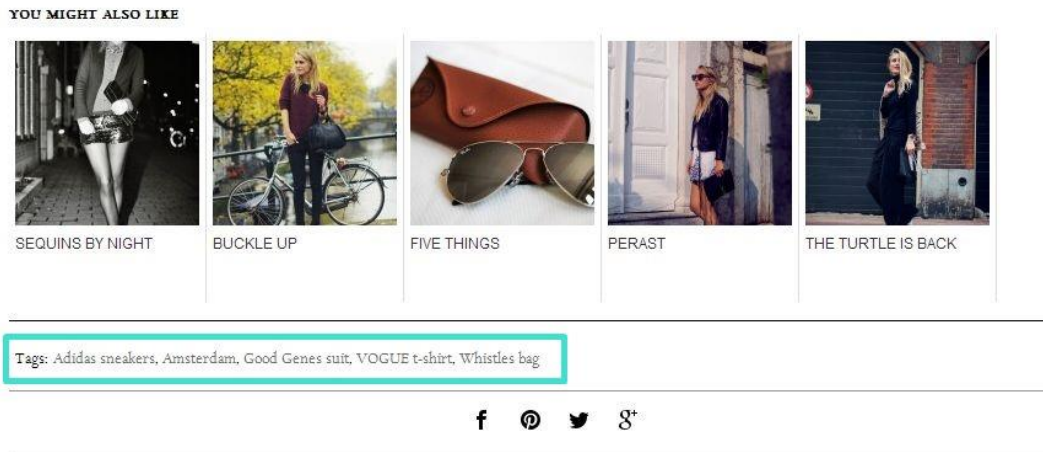 YOU MIGHT ALSO LIKE
SEQUINS BY NIGHT
BUCKLE UP
FIVE THINGS
PERAST
THE TURTLE IS BACK
Tags: Adidas sneakers, Amsterdam, Good Genes suit, VOGUE t-shirt, Whistles bag